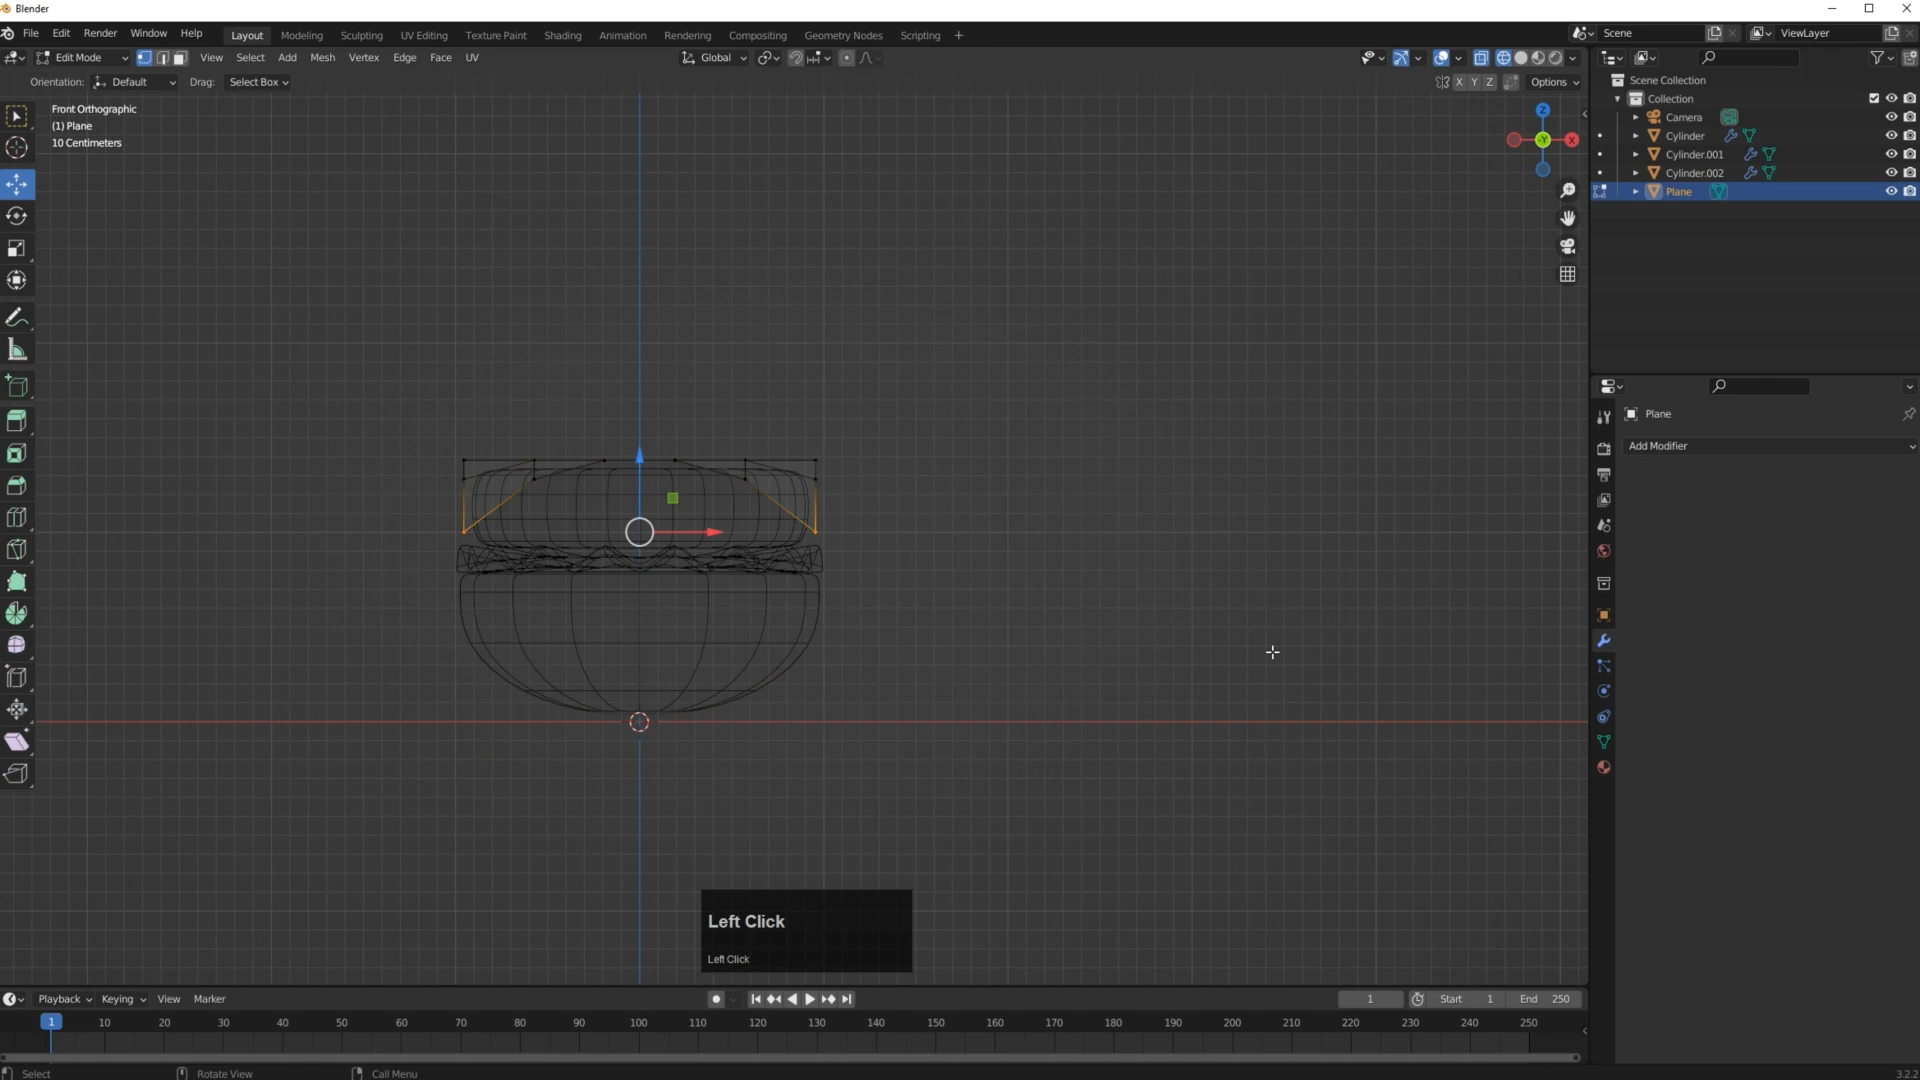 Blender
File Edit Render Window Help Layout Modeling Sculpting UV Editing Texture Paint Shading Animation Rendering Compositing Geometry Nodes Scripting + Scene ViewLayer
Edit Mode View Select Add Mesh Vertex Edge Face UV Global
Orientation: Default Drag: Select Box X Y Z Options
Front Orthographic
(1) Plane
10 Centimeters
Z
Y
X
Scene Collection
Collection
Camera
Cylinder
Cylinder.001
Cylinder.002
Plane
Plane
Add Modifier
Left Click
Left Click
Playback Keying View Marker 1 Start 1 End 250
1 10 20 30 40 50 60 70 80 90 100 110 120 130 140 150 160 170 180 190 200 210 220 230 240 250
Select Rotate View Call Menu 3.2.2